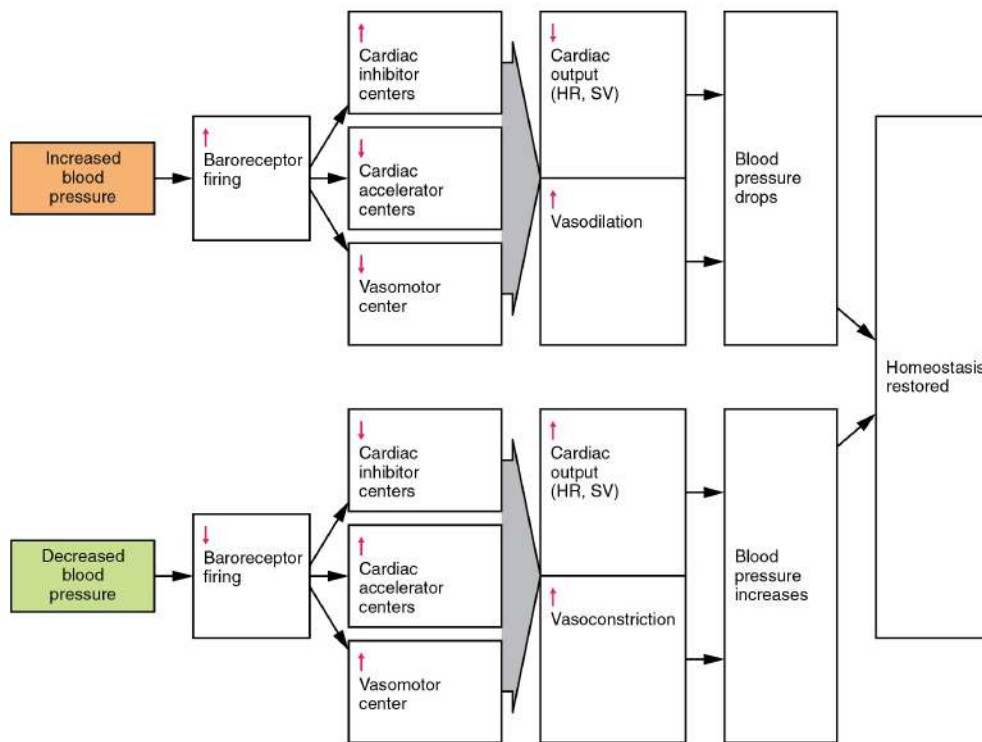 Increased
blood
pressure
↑
Baroreceptor
firing
↑
Cardiac
inhibitor
centers
↓
Cardiac
accelerator
centers
↓
Vasomotor
center
↓
Cardiac
output
(HR, SV)
↑
Vasodilation
Blood
pressure
drops
Homeostasis
restored
Decreased
blood
pressure
↓
Baroreceptor
firing
↓
Cardiac
inhibitor
centers
↑
Cardiac
accelerator
centers
↑
Vasomotor
center
↑
Cardiac
output
(HR, SV)
↑
Vasoconstriction
Blood
pressure
increases